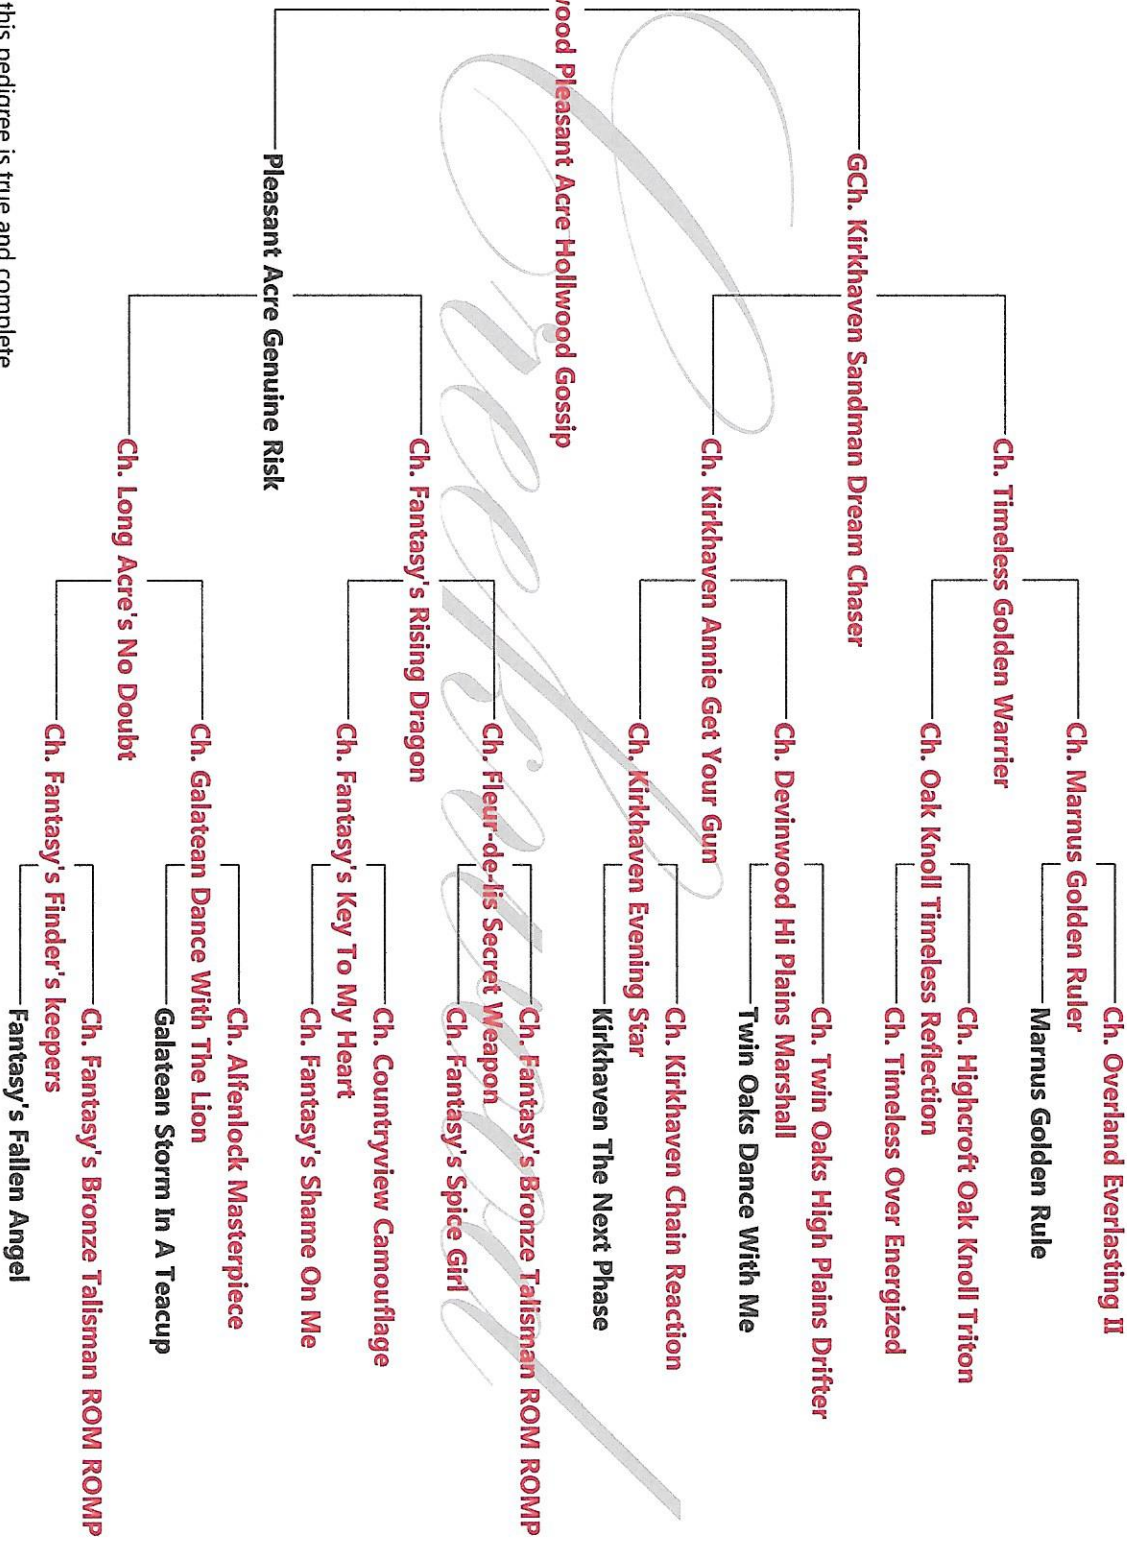 Ch. Overland Everlasting II
Ch. Marnus Golden Ruler
Marnus Golden Rule
Ch. Timeless Golden Warrier
Ch. Highcroft Oak Knoll Triton
Ch. Oak Knoll Timeless Reflection
Ch. Timeless Over Energized
GCh. Kirkhaven Sandman Dream Chaser
Ch. Twin Oaks High Plains Drifter
Ch. Devinwood Hi Plains Marshall
Twin Oaks Dance With Me
Ch. Kirkhaven Annie Get Your Gun
Ch. Kirkhaven Chain Reaction
Ch. Kirkhaven Evening Star
Kirkhaven The Next Phase
wood Pleasant Acre Hollwood Gossip
Ch. Fantasy's Bronze Talisman ROM ROMP
Ch. Fleur-de-lis Secret Weapon
Ch. Fantasy's Spice Girl
Ch. Fantasy's Rising Dragon
Ch. Countryview Camouflage
Ch. Fantasy's Key To My Heart
Ch. Fantasy's Shame On Me
Pleasant Acre Genuine Risk
Ch. Alfenlock Masterpiece
Ch. Galatean Dance With The Lion
Galatean Storm In A Teacup
Ch. Long Acre's No Doubt
Ch. Fantasy's Bronze Talisman ROM ROMP
Ch. Fantasy's Finder's keepers
Fantasy's Fallen Angel
this pedigree is true and complete